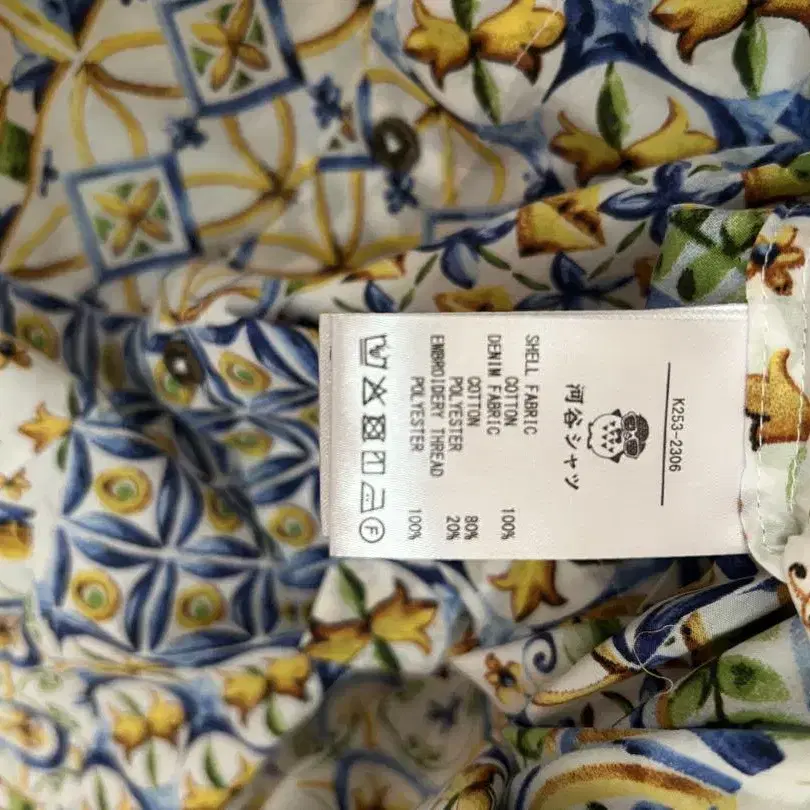 K253-2306
河谷シャツ
SHELL FABRIC
COTTON 100%
DENIM FABRIC
COTTON 80%
POLYESTER 20%
EMBROIDERY THREAD
POLYESTER 100%
F